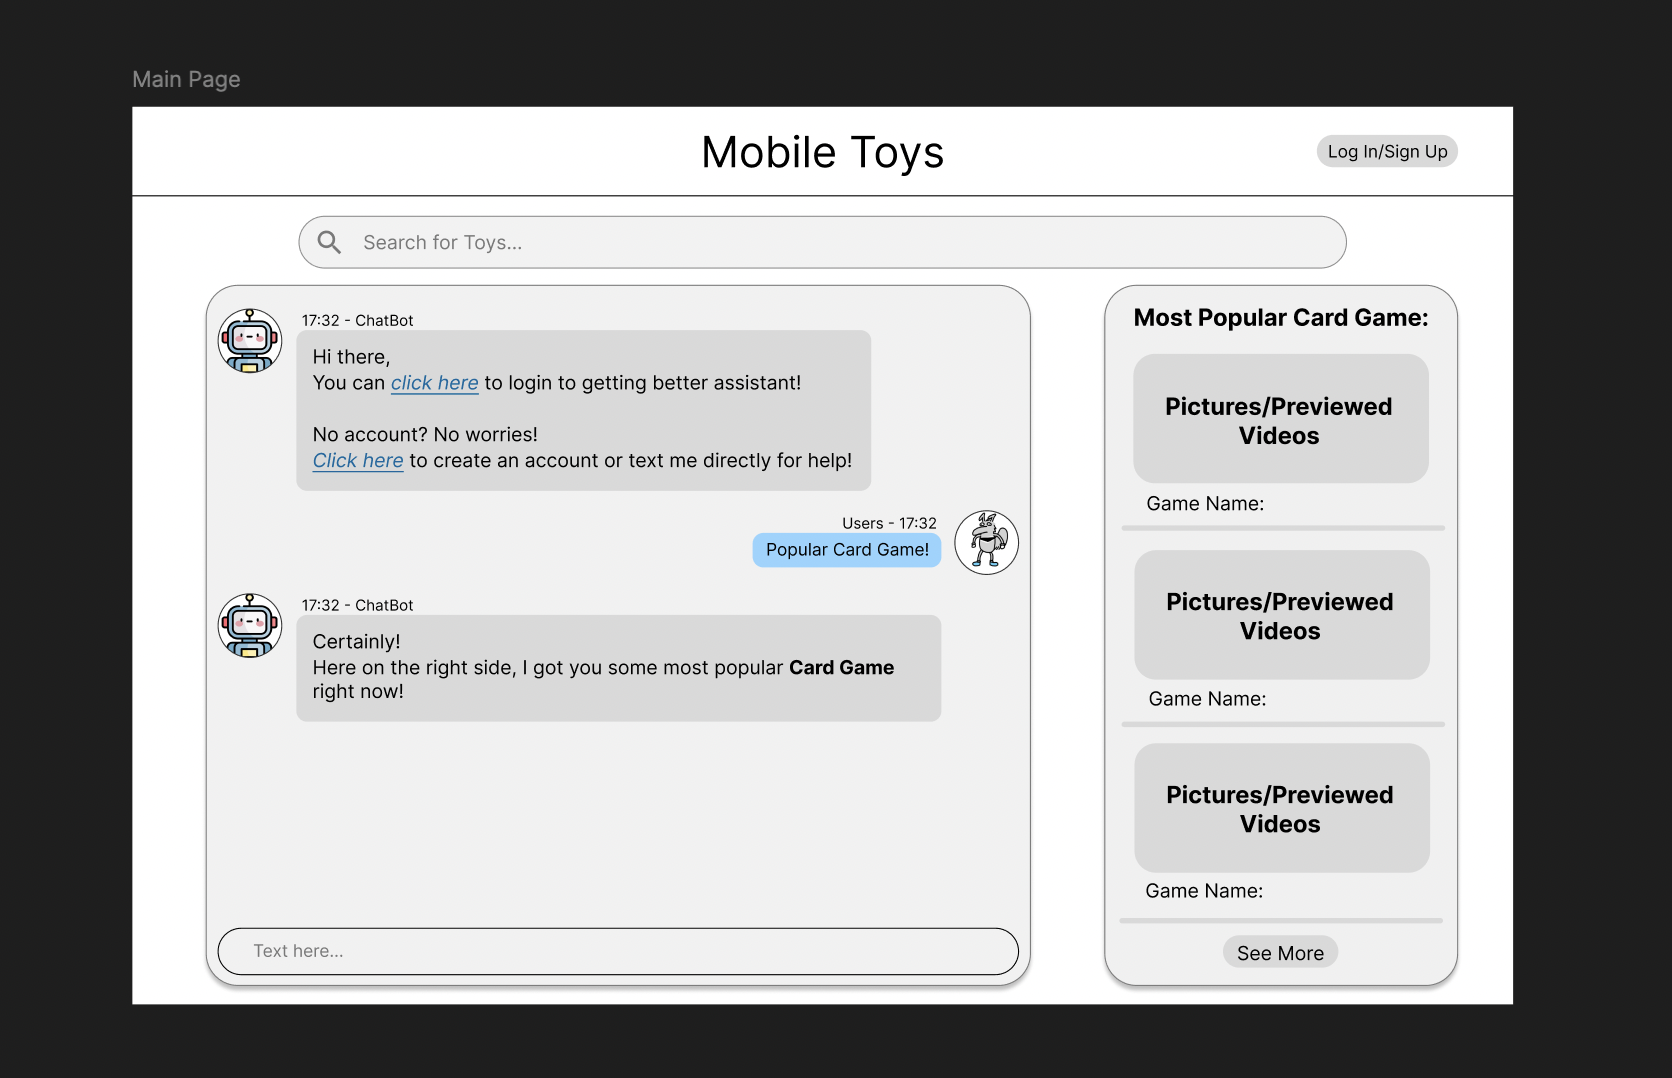 Main Page
Mobile Toys
Log In/Sign Up
Search for Toys...
17:32 - ChatBot
Hi there,
You can click here to login to getting better assistant!
No account? No worries!
Click here to create an account or text me directly for help!
Users - 17:32
Popular Card Game!
17:32 - ChatBot
Certainly!
Here on the right side, I got you some most popular Card Game
right now!
Text here...
Most Popular Card Game:
Pictures/Previewed
Videos
Game Name:
Pictures/Previewed
Videos
Game Name:
Pictures/Previewed
Videos
Game Name:
See More